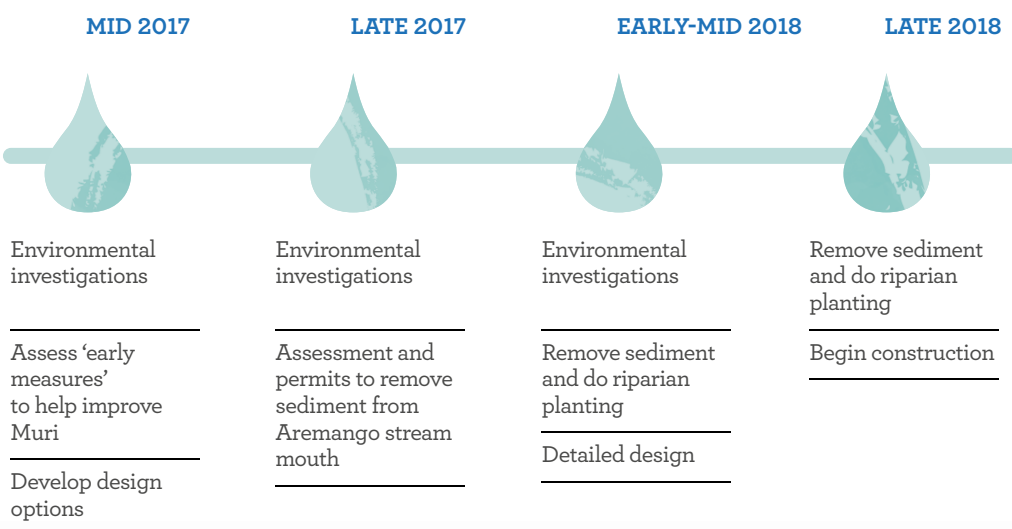 MID 2017
Environmental
investigations
Assess ‘early
measures’
to help improve
Muri
Develop design
options
LATE 2017
Environmental
investigations
Assessment and
permits to remove
sediment from
Aremango stream
mouth
EARLY-MID 2018
Environmental
investigations
Remove sediment
and do riparian
planting
Detailed design
LATE 2018
Remove sediment
and do riparian
planting
Begin construction